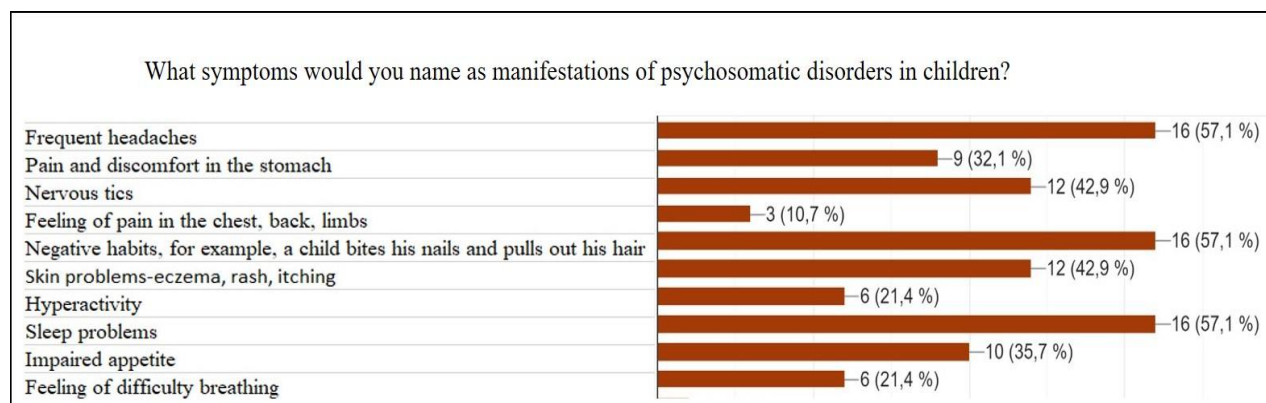 What symptoms would you name as manifestations of psychosomatic disorders in children?
Frequent headaches 16 (57,1 %)
Pain and discomfort in the stomach 9 (32,1 %)
Nervous tics 12 (42,9 %)
Feeling of pain in the chest, back, limbs 3 (10,7 %)
Negative habits, for example, a child bites his nails and pulls out his hair 16 (57,1 %)
Skin problems-eczema, rash, itching 12 (42,9 %)
Hyperactivity 6 (21,4 %)
Sleep problems 16 (57,1 %)
Impaired appetite 10 (35,7 %)
Feeling of difficulty breathing 6 (21,4 %)